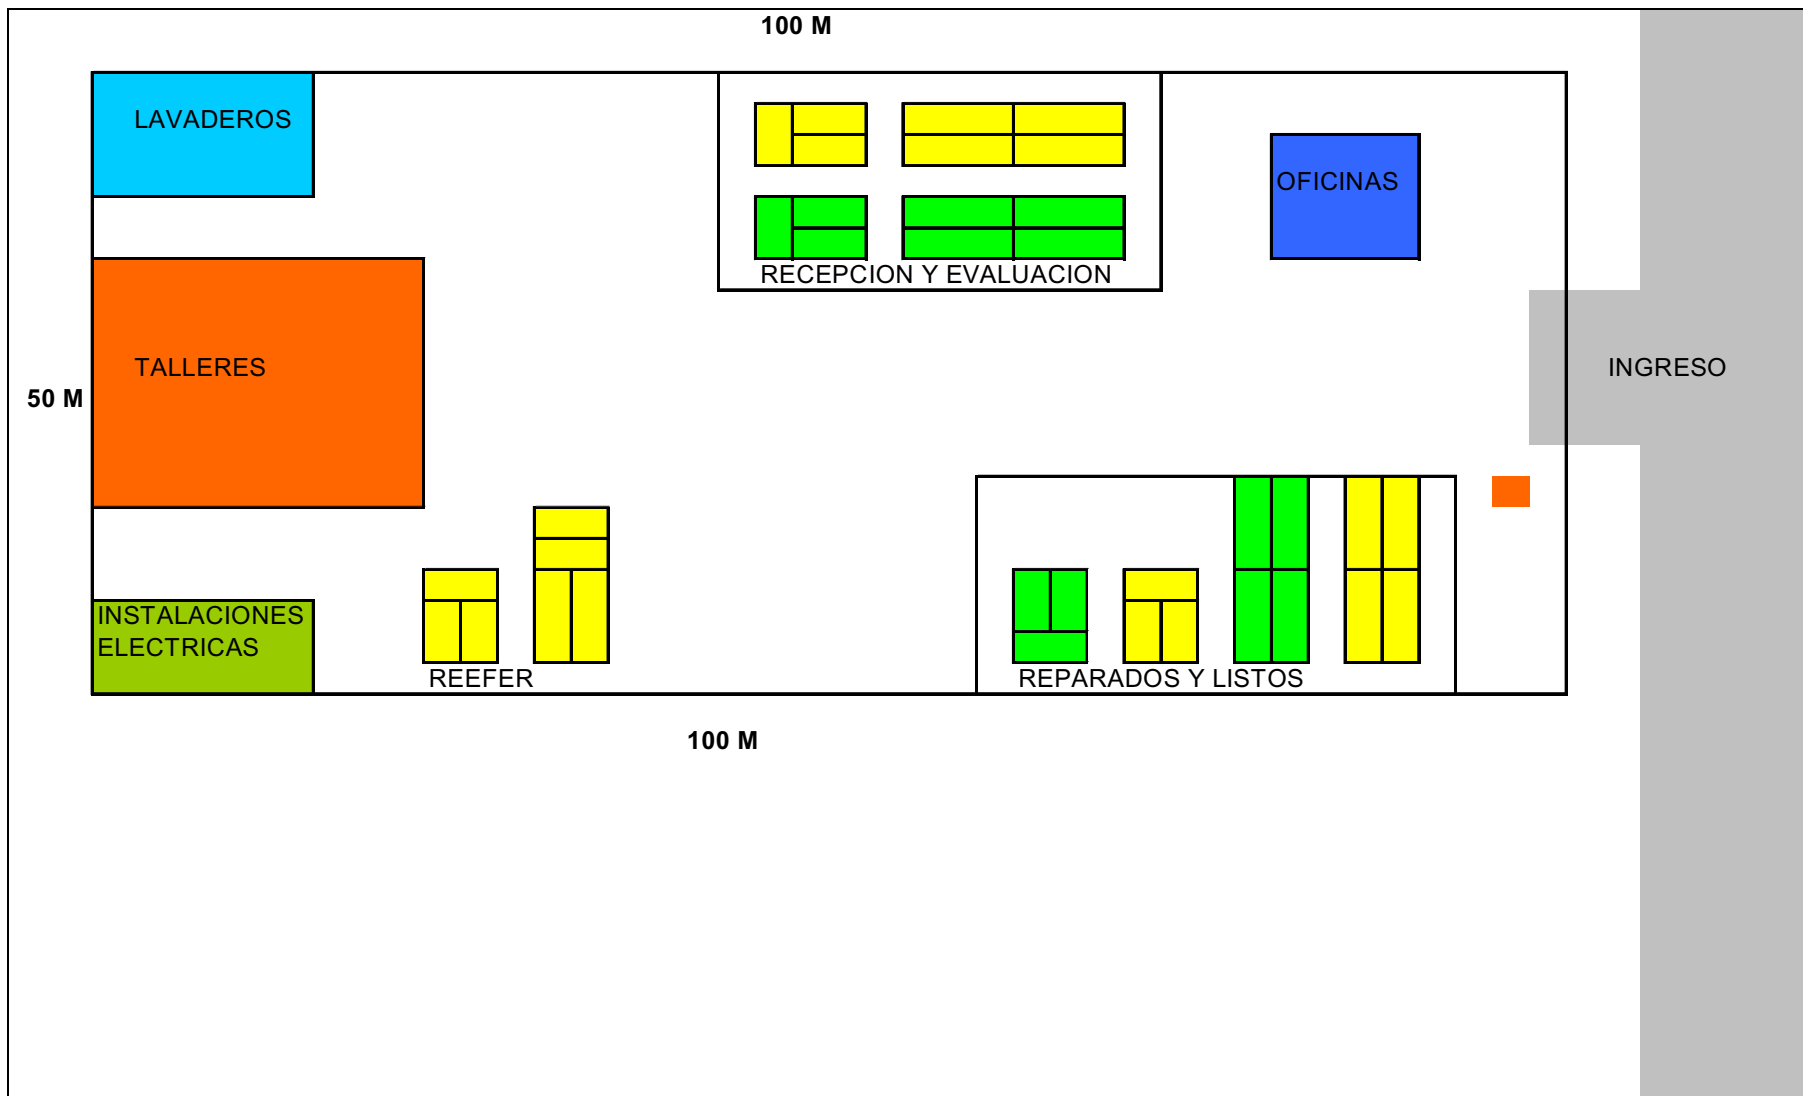 100 M
LAVADEROS
OFICINAS
RECEPCION Y EVALUACION
TALLERES
INGRESO
50 M
INSTALACIONES
ELECTRICAS
REEFER
REPARADOS Y LISTOS
100 M